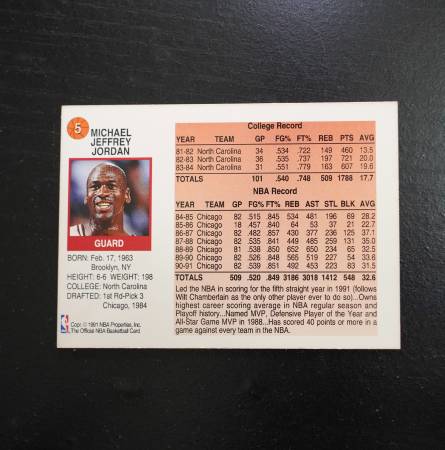 5
MICHAEL
JEFFREY
JORDAN
GUARD
BORN: Feb. 17, 1963
Brooklyn, NY
HEIGHT: 6-6 WEIGHT: 198
COLLEGE: North Carolina
DRAFTED: 1st Rd-Pick 3
Chicago, 1984
Copr. © 1991 NBA Properties, Inc.
The Official NBA Basketball Card
College Record
YEAR TEAM GP FG% FT% REB PTS AVG
81-82 North Carolina 34 .534 .722 149 460 13.5
82-83 North Carolina 36 .535 .737 197 721 20.0
83-84 North Carolina 31 .551 .779 163 607 19.6
TOTALS 101 .540 .748 509 1788 17.7
NBA Record
YEAR TEAM GP FG% FT% REB AST STL BLK AVG
84-85 Chicago 82 .515 .845 534 481 196 69 28.2
85-86 Chicago 18 .457 .840 64 53 37 21 22.7
86-87 Chicago 82 .482 .857 430 377 236 125 37.1
87-88 Chicago 82 .535 .841 449 485 259 131 35.0
88-89 Chicago 81 .538 .850 652 650 234 65 32.5
89-90 Chicago 82 .526 .848 565 519 227 54 33.6
90-91 Chicago 82 .539 .851 492 453 223 83 31.5
TOTALS 509 .520 .849 3186 3018 1412 548 32.6
Led the NBA in scoring for the fifth straight year in 1991 (follows
Wilt Chamberlain as the only other player ever to do so)...Owns
highest career scoring average in NBA regular season and
Playoff history...Named MVP, Defensive Player of the Year and
All-Star Game MVP in 1988...Has scored 40 points or more in a
game against every team in the NBA.